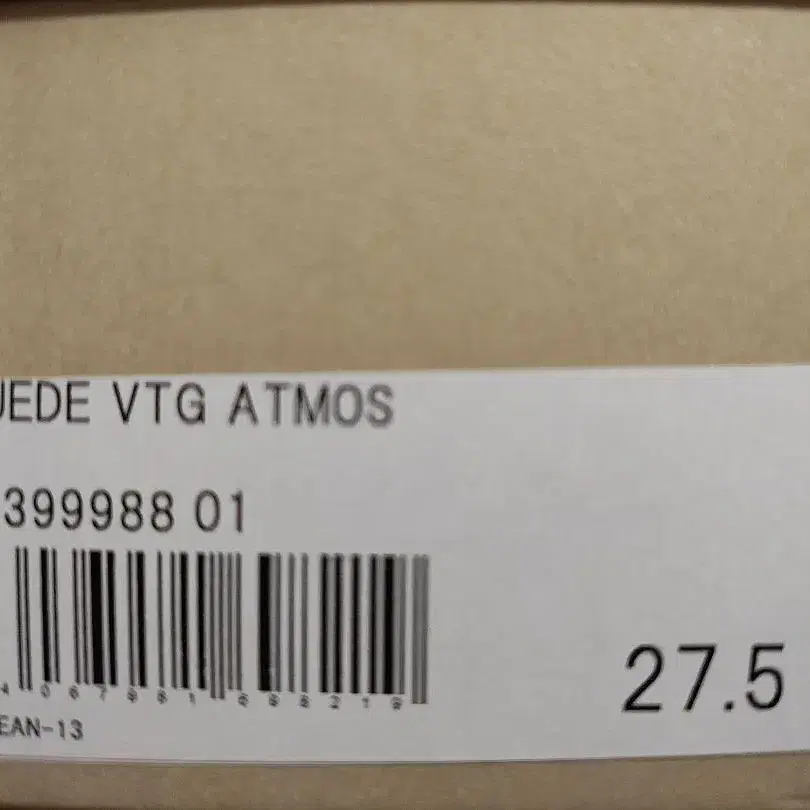 UEDE VTG ATMOS
399988 01
27.5
EAN-13